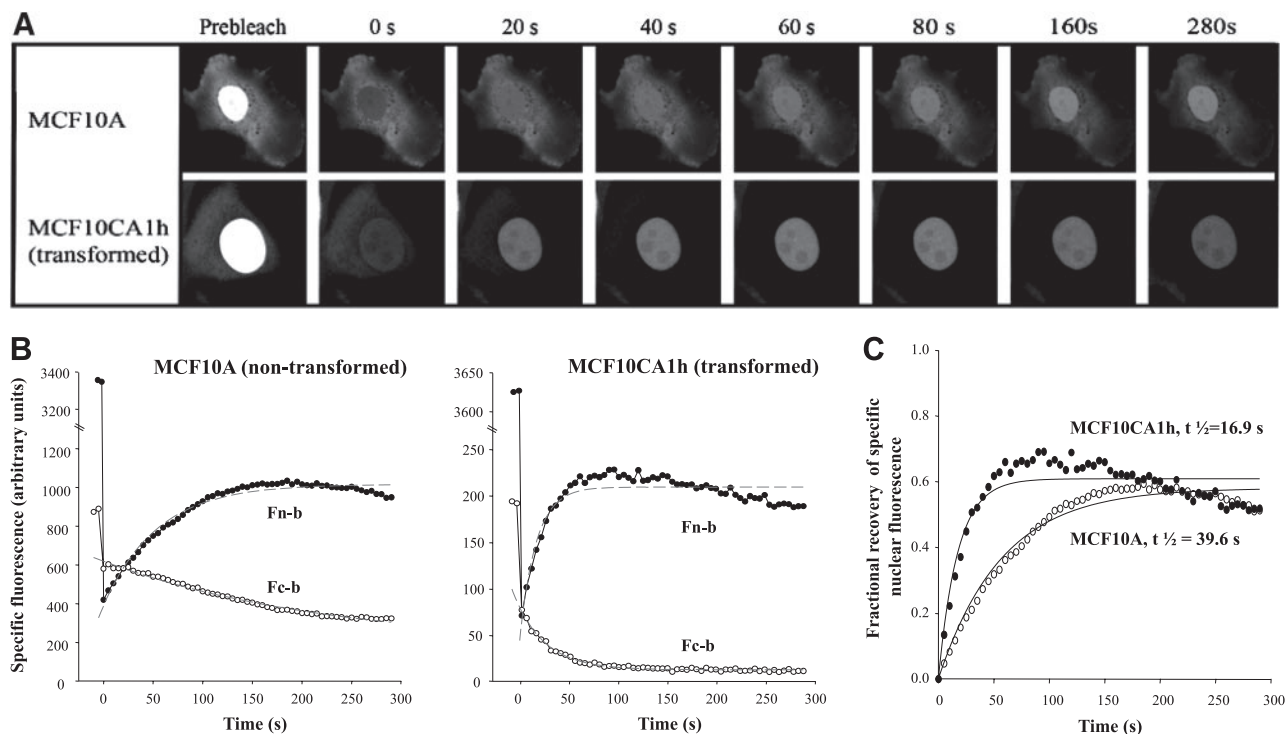 A
Prebleach 0 s 20 s 40 s 60 s 80 s 160s 280s
MCF10A
MCF10CA1h
(transformed)
B
MCF10A (non-transformed)
Specific fluorescence (arbitrary units)
3400
3200
1000
800
600
400
200
0
Fn-b
Fc-b
0 50 100 150 200 250 300
Time (s)
MCF10CA1h (transformed)
3650
3600
250
200
150
100
50
0
Fn-b
Fc-b
0 50 100 150 200 250 300
Time (s)
C
Fractional recovery of specific
nuclear fluorescence
1.0
0.8
0.6
0.4
0.2
0.0
MCF10CA1h, t ½=16.9 s
MCF10A, t ½ = 39.6 s
0 50 100 150 200 250 300
Time (s)